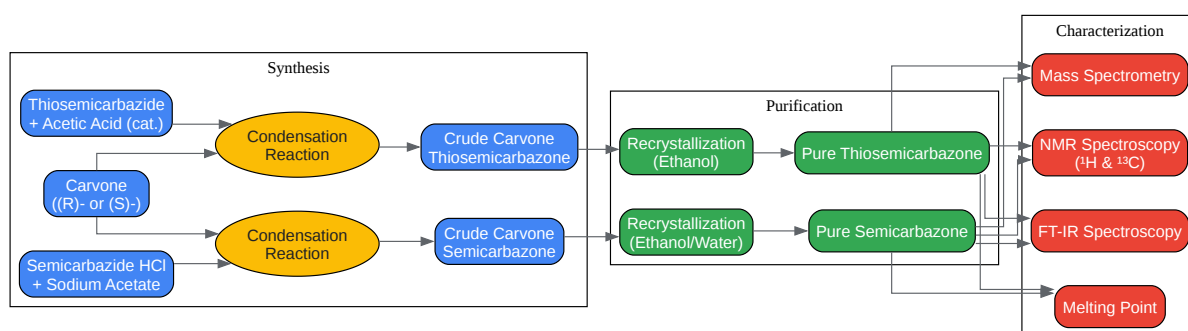 Synthesis
Thiosemicarbazide
+ Acetic Acid (cat.)
Carvone
((R)- or (S)-)
Semicarbazide HCl
+ Sodium Acetate
Condensation
Reaction
Condensation
Reaction
Crude Carvone
Thiosemicarbazone
Crude Carvone
Semicarbazone
Purification
Recrystallization
(Ethanol)
Pure Thiosemicarbazone
Recrystallization
(Ethanol/Water)
Pure Semicarbazone
Characterization
Mass Spectrometry
NMR Spectroscopy
(¹H & ¹³C)
FT-IR Spectroscopy
Melting Point